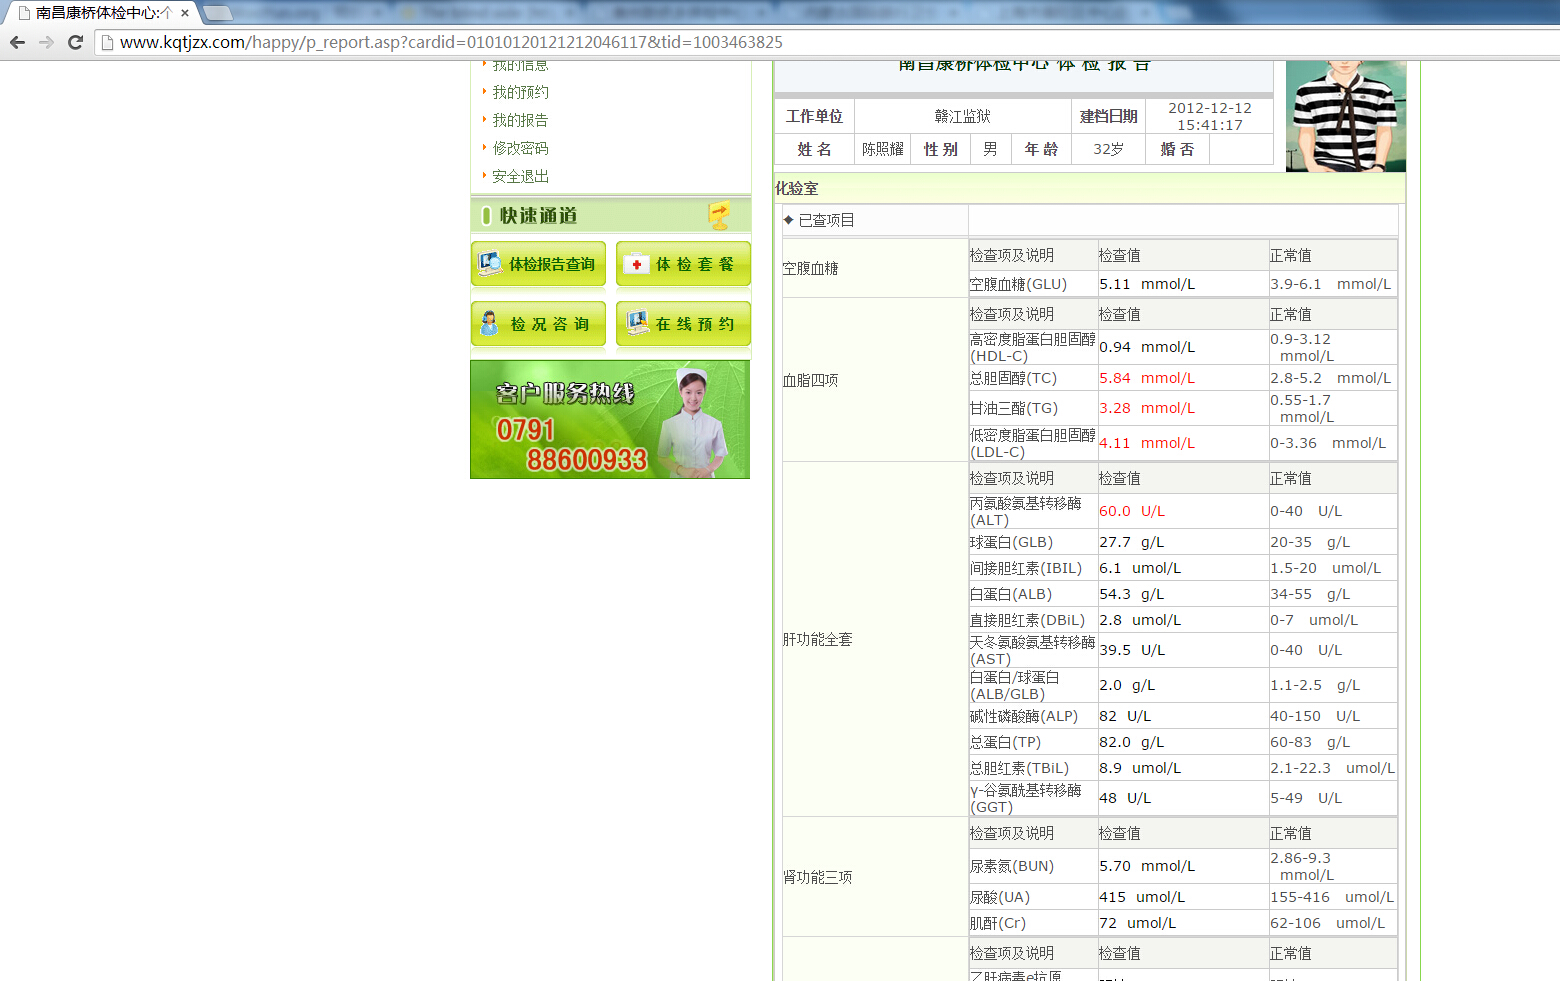 南昌康桥体检中心:个
www.kqtjzx.com/happy/p_report.asp?cardid=01010120121212046117&tid=1003463825
我的信息
我的预约
我的报告
修改密码
安全退出
快速通道
体检报告查询
体 检 套 餐
检 况 咨 询
在 线 预 约
客户服务热线
0791
88600933
南昌康桥体检中心 体 检 报 告
工作单位 赣江监狱 建档日期 2012-12-12
15:41:17
姓 名 陈照耀 性 别 男 年 龄 32岁 婚 否
化验室
◆ 已查项目
空腹血糖
检查项及说明 检查值 正常值
空腹血糖(GLU) 5.11 mmol/L 3.9-6.1 mmol/L
血脂四项
检查项及说明 检查值 正常值
高密度脂蛋白胆固醇
(HDL-C) 0.94 mmol/L 0.9-3.12
mmol/L
总胆固醇(TC) 5.84 mmol/L 2.8-5.2 mmol/L
甘油三酯(TG) 3.28 mmol/L 0.55-1.7
mmol/L
低密度脂蛋白胆固醇
(LDL-C) 4.11 mmol/L 0-3.36 mmol/L
肝功能全套
检查项及说明 检查值 正常值
丙氨酸氨基转移酶
(ALT) 60.0 U/L 0-40 U/L
球蛋白(GLB) 27.7 g/L 20-35 g/L
间接胆红素(IBIL) 6.1 umol/L 1.5-20 umol/L
白蛋白(ALB) 54.3 g/L 34-55 g/L
直接胆红素(DBiL) 2.8 umol/L 0-7 umol/L
天冬氨酸氨基转移酶
(AST) 39.5 U/L 0-40 U/L
白蛋白/球蛋白
(ALB/GLB) 2.0 g/L 1.1-2.5 g/L
碱性磷酸酶(ALP) 82 U/L 40-150 U/L
总蛋白(TP) 82.0 g/L 60-83 g/L
总胆红素(TBiL) 8.9 umol/L 2.1-22.3 umol/L
γ-谷氨酰基转移酶
(GGT) 48 U/L 5-49 U/L
肾功能三项
检查项及说明 检查值 正常值
尿素氮(BUN) 5.70 mmol/L 2.86-9.3
mmol/L
尿酸(UA) 415 umol/L 155-416 umol/L
肌酐(Cr) 72 umol/L 62-106 umol/L
检查项及说明 检查值 正常值
乙肝病毒e抗原